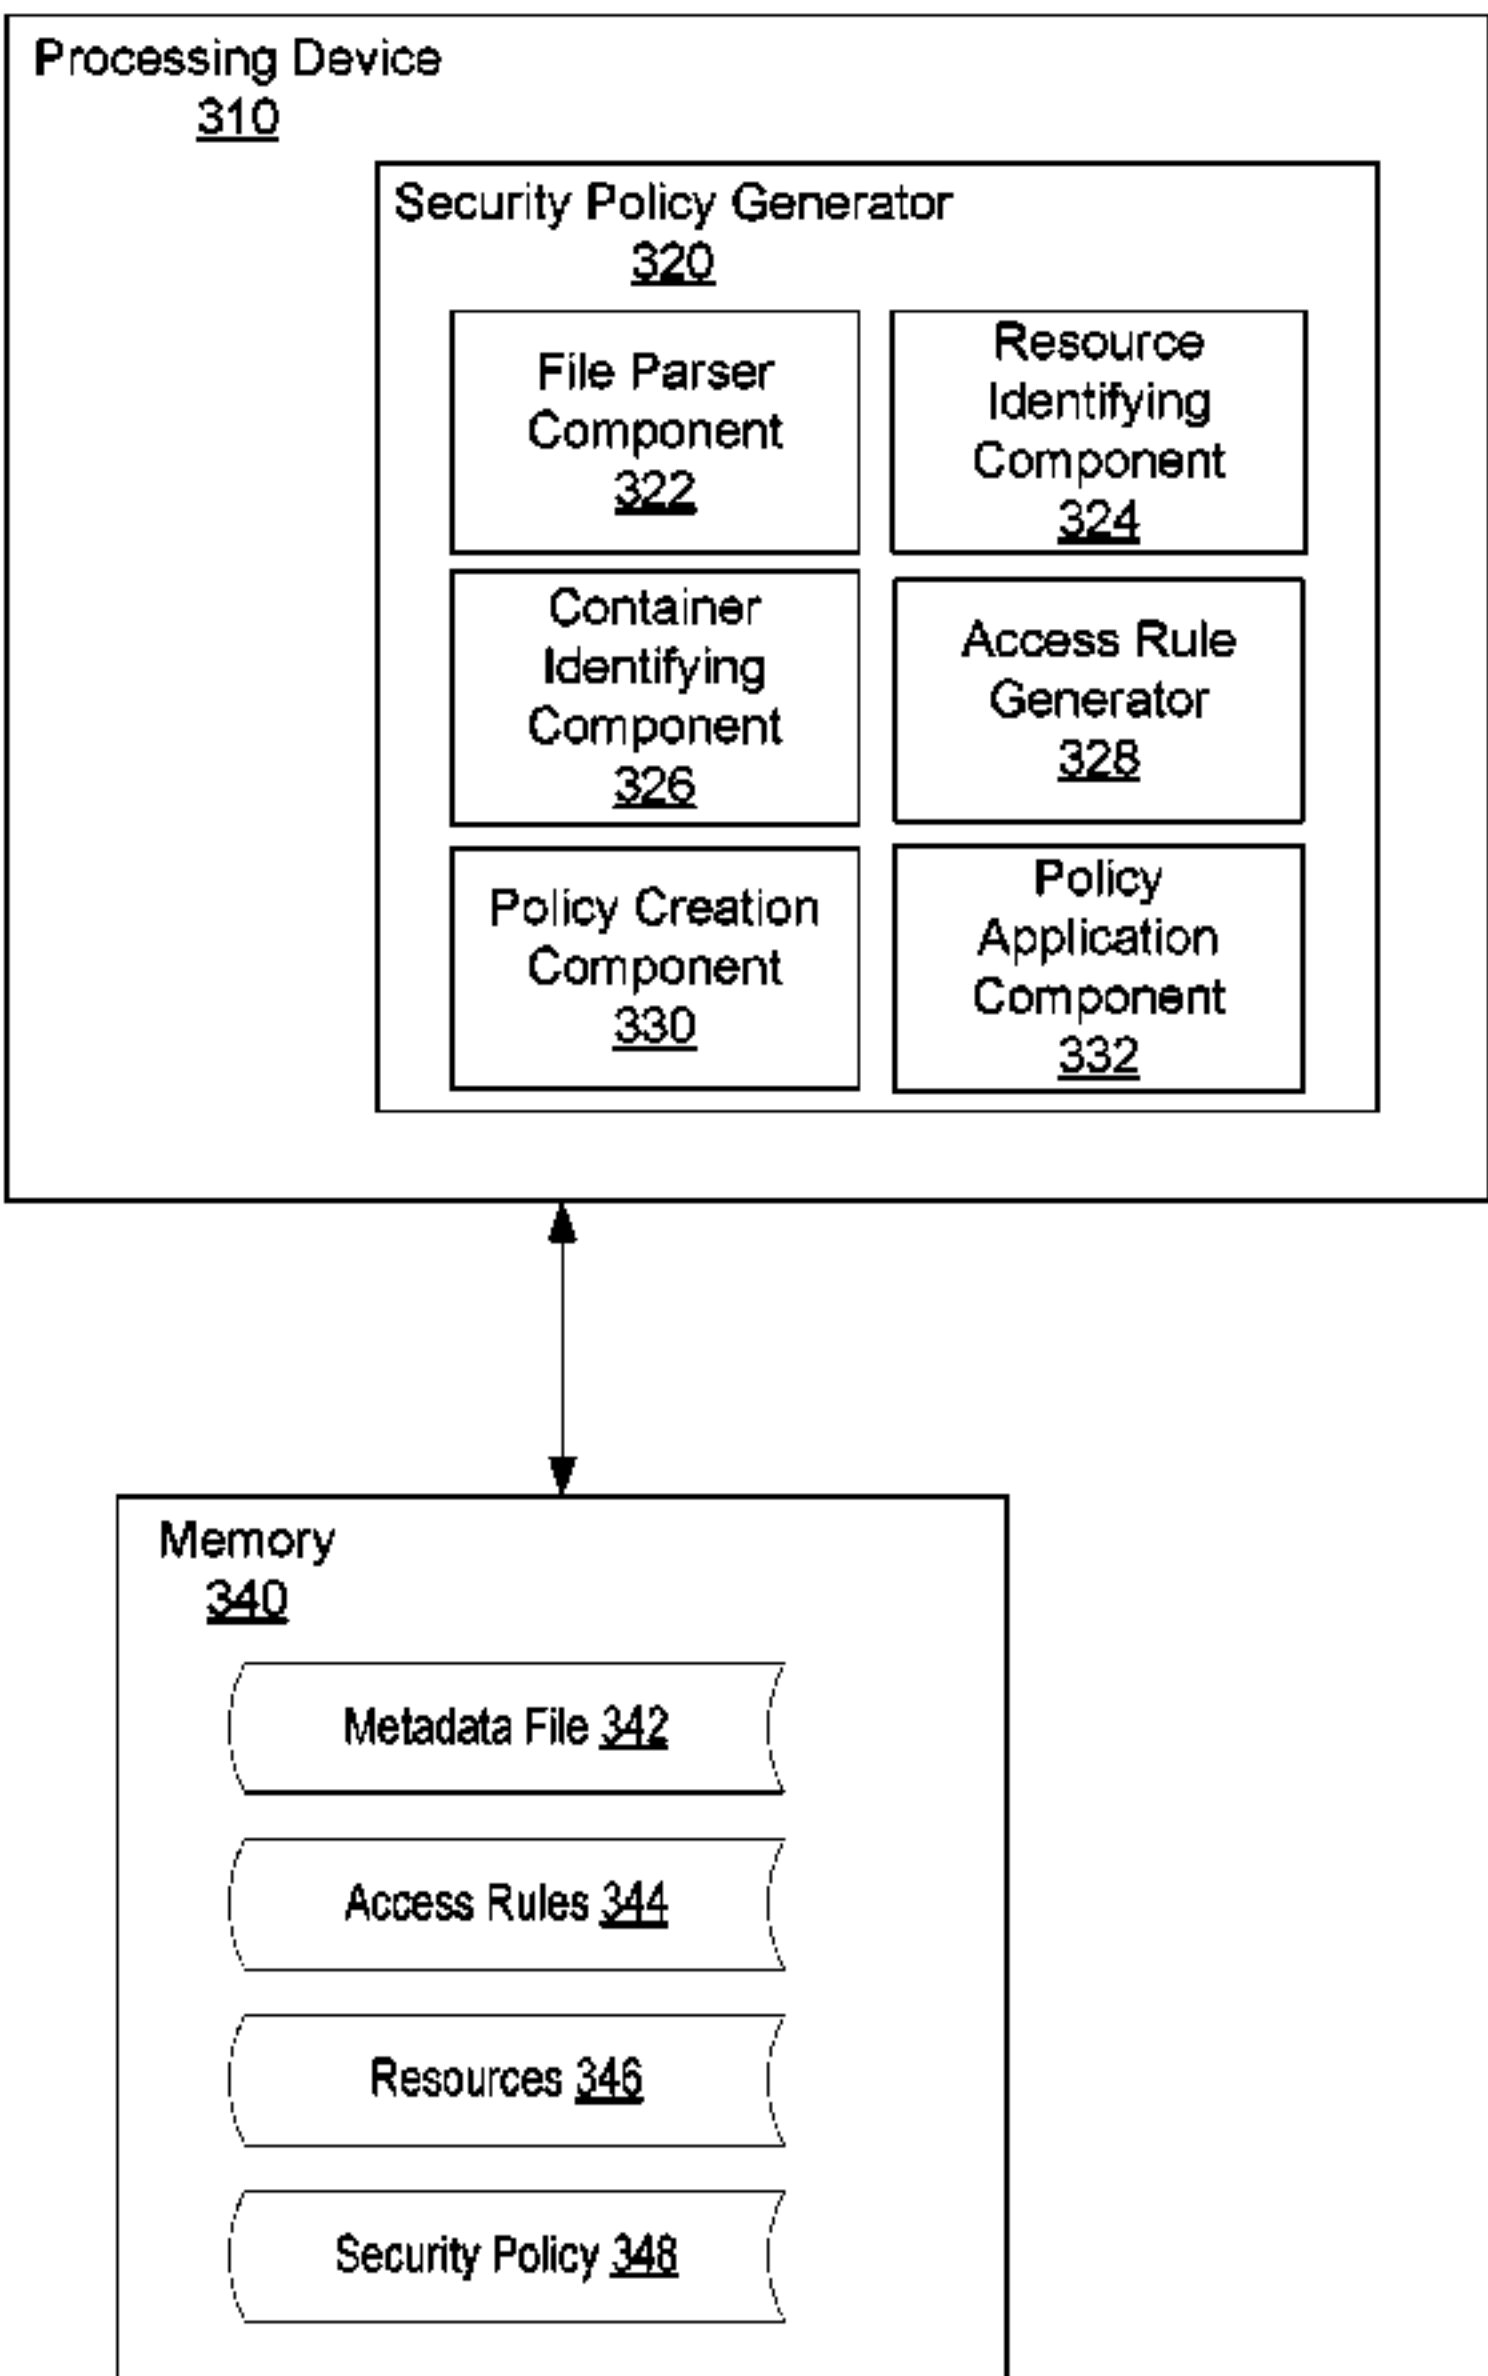 Processing Device
310
Security Policy Generator
320
File Parser
Component
322
Resource
Identifying
Component
324
Container
Identifying
Component
326
Access Rule
Generator
328
Policy Creation
Component
330
Policy
Application
Component
332
Memory
340
Metadata File 342
Access Rules 344
Resources 346
Security Policy 348